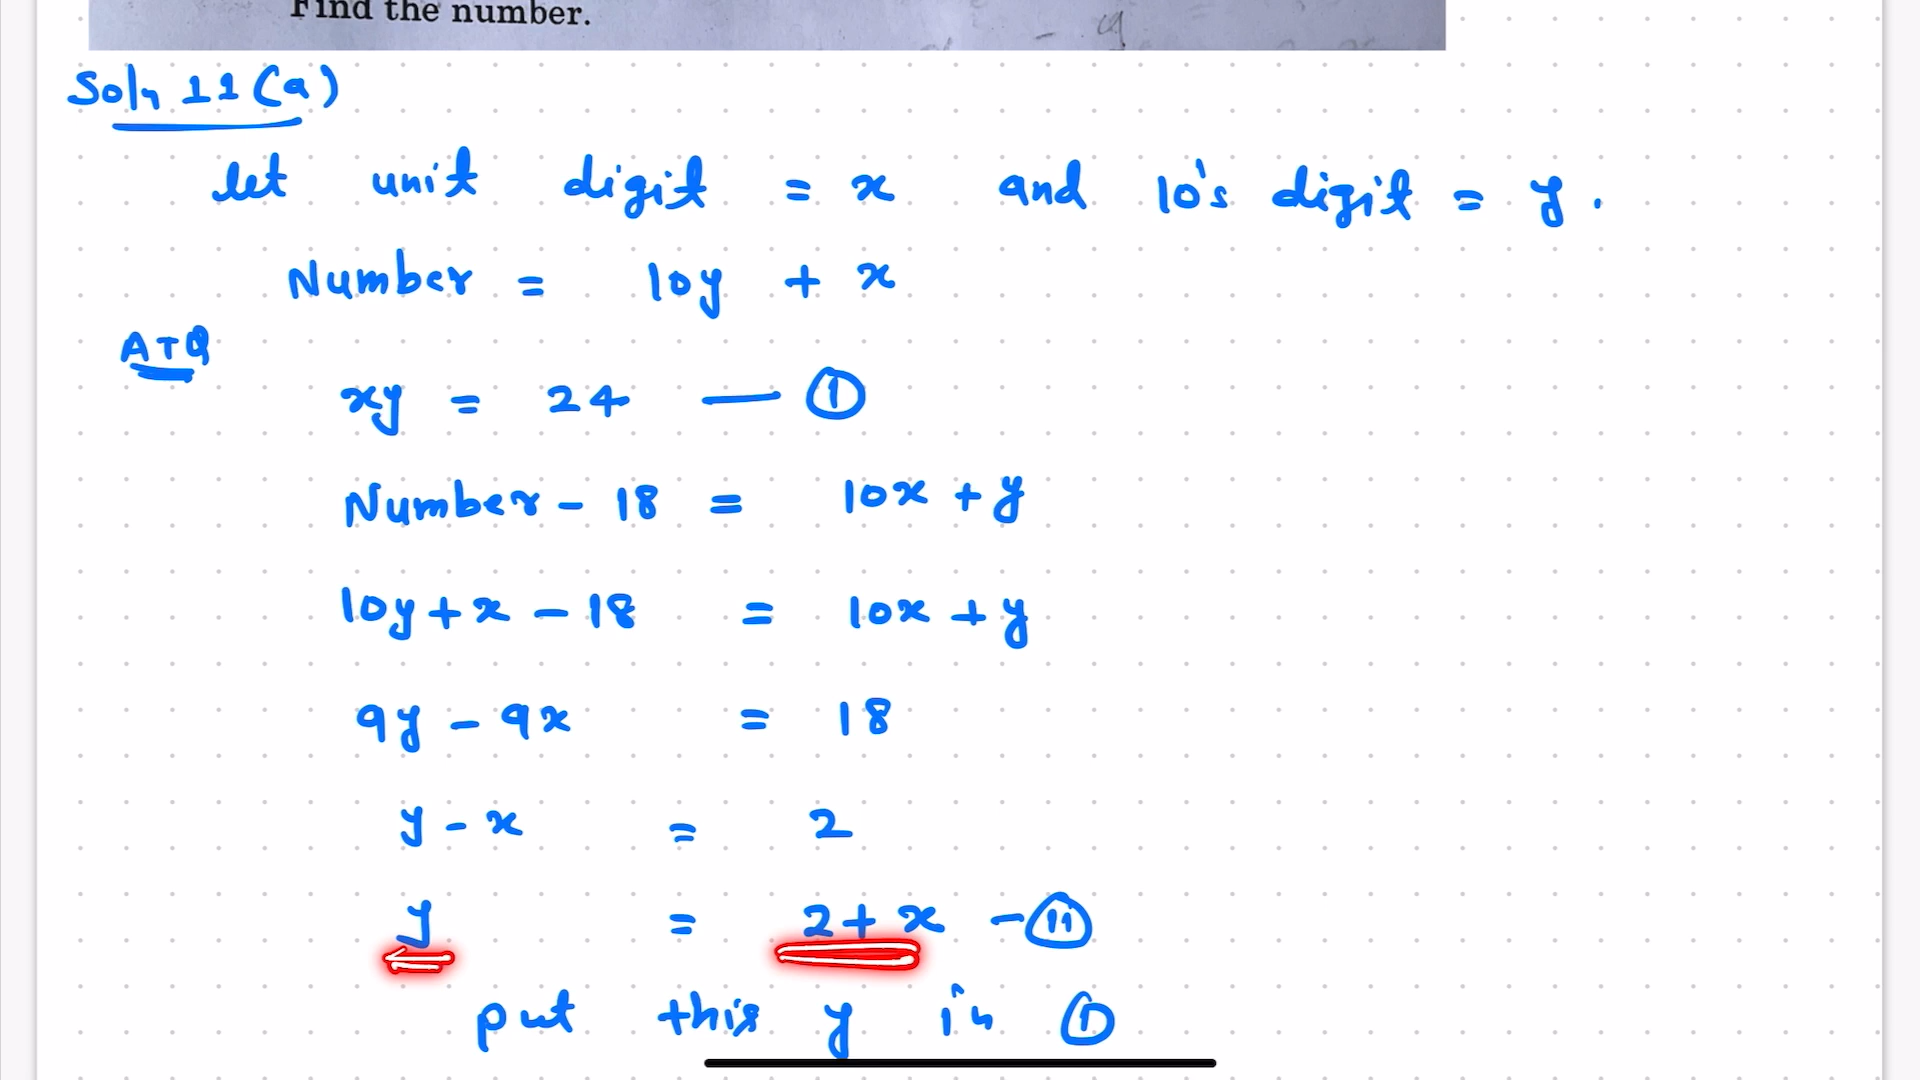 Find the number.
Soln 11 (a)
let unit digit = x and 10's digit = y.
Number = 10y + x
ATQ
xy = 24 — ①
Number - 18 = 10x + y
10y + x - 18 = 10x + y
9y - 9x = 18
y - x = 2
y = 2 + x - ⑪
put this y in ①